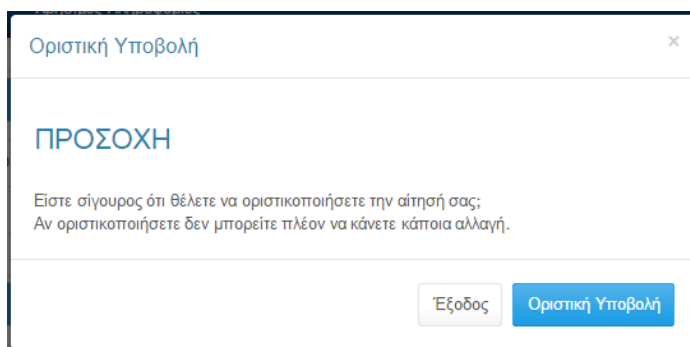 Οριστική Υποβολή
×
ΠΡΟΣΟΧΗ
Είστε σίγουρος ότι θέλετε να οριστικοποιήσετε την αίτησή σας;
Αν οριστικοποιήσετε δεν μπορείτε πλέον να κάνετε κάποια αλλαγή.
Έξοδος
Οριστική Υποβολή